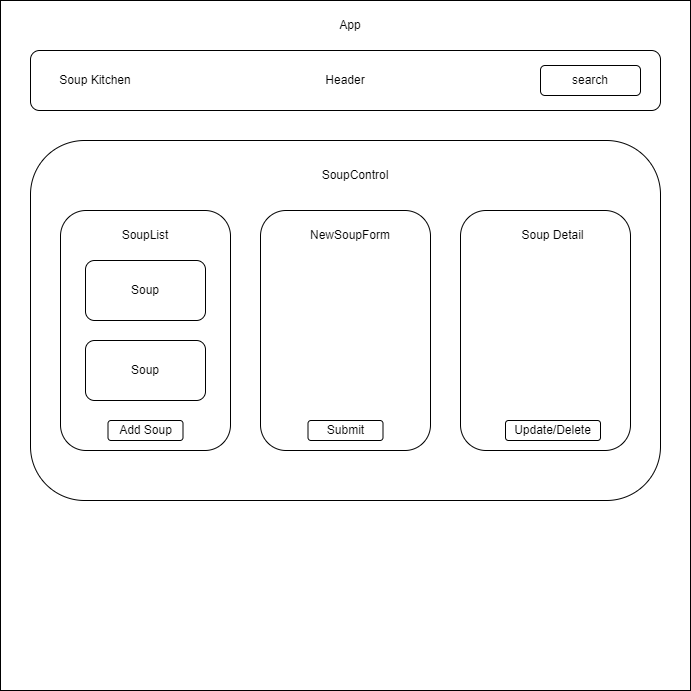 App
Soup Kitchen
Header
search
SoupControl
SoupList
NewSoupForm
Soup Detail
Soup
Soup
Add Soup
Submit
Update/Delete